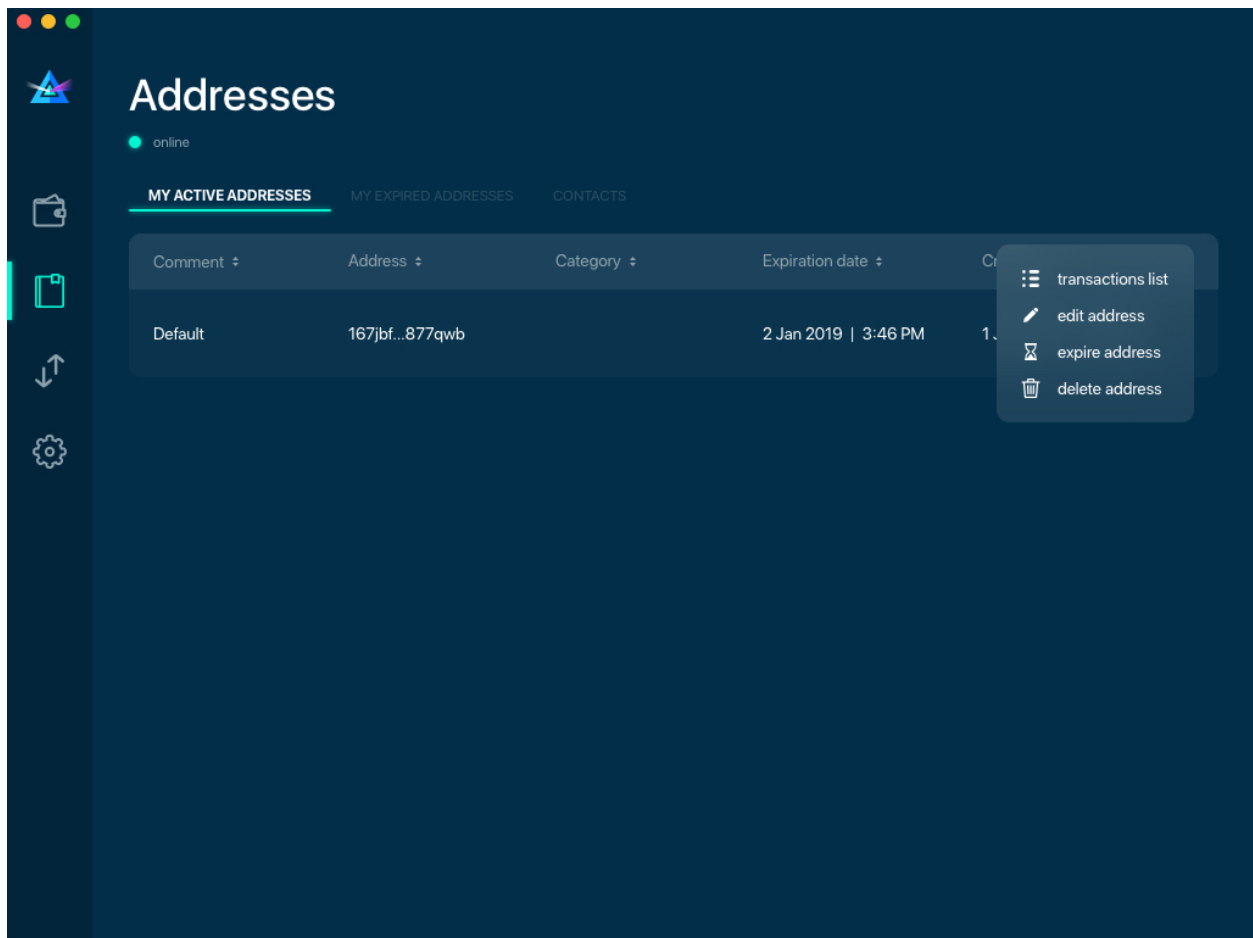 Addresses
online
MY ACTIVE ADDRESSES MY EXPIRED ADDRESSES CONTACTS
Comment Address Category Expiration date
transactions list
edit address
Default 167jbf...877qwb 2 Jan 2019 | 3:46 PM
expire address
delete address